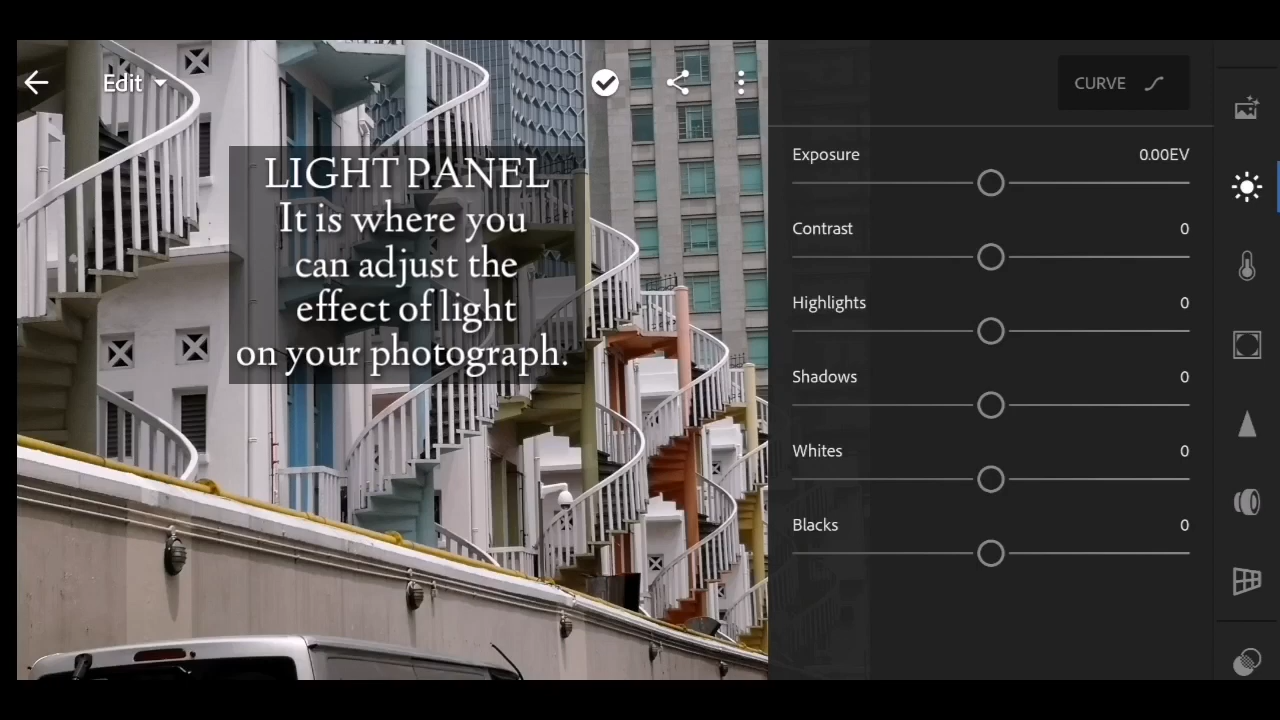 Edit
CURVE
LIGHT PANEL
It is where you
can adjust the
effect of light
on your photograph.
Exposure 0.00EV
Contrast 0
Highlights 0
Shadows 0
Whites 0
Blacks 0